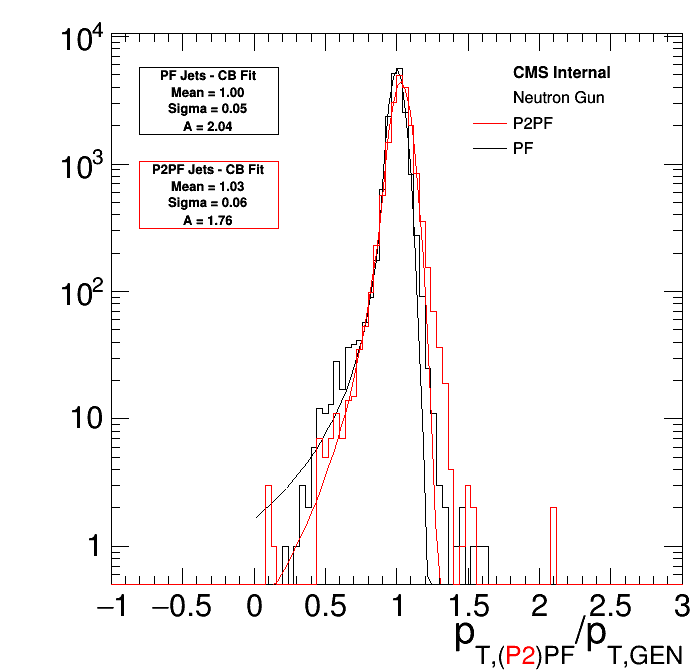 10^4
10^3
10^2
10
1
PF Jets - CB Fit
Mean = 1.00
Sigma = 0.05
A = 2.04
P2PF Jets - CB Fit
Mean = 1.03
Sigma = 0.06
A = 1.76
CMS Internal
Neutron Gun
P2PF
PF
−1 −0.5 0 0.5 1 1.5 2 2.5 3
p_T,(P2)PF/p_T,GEN